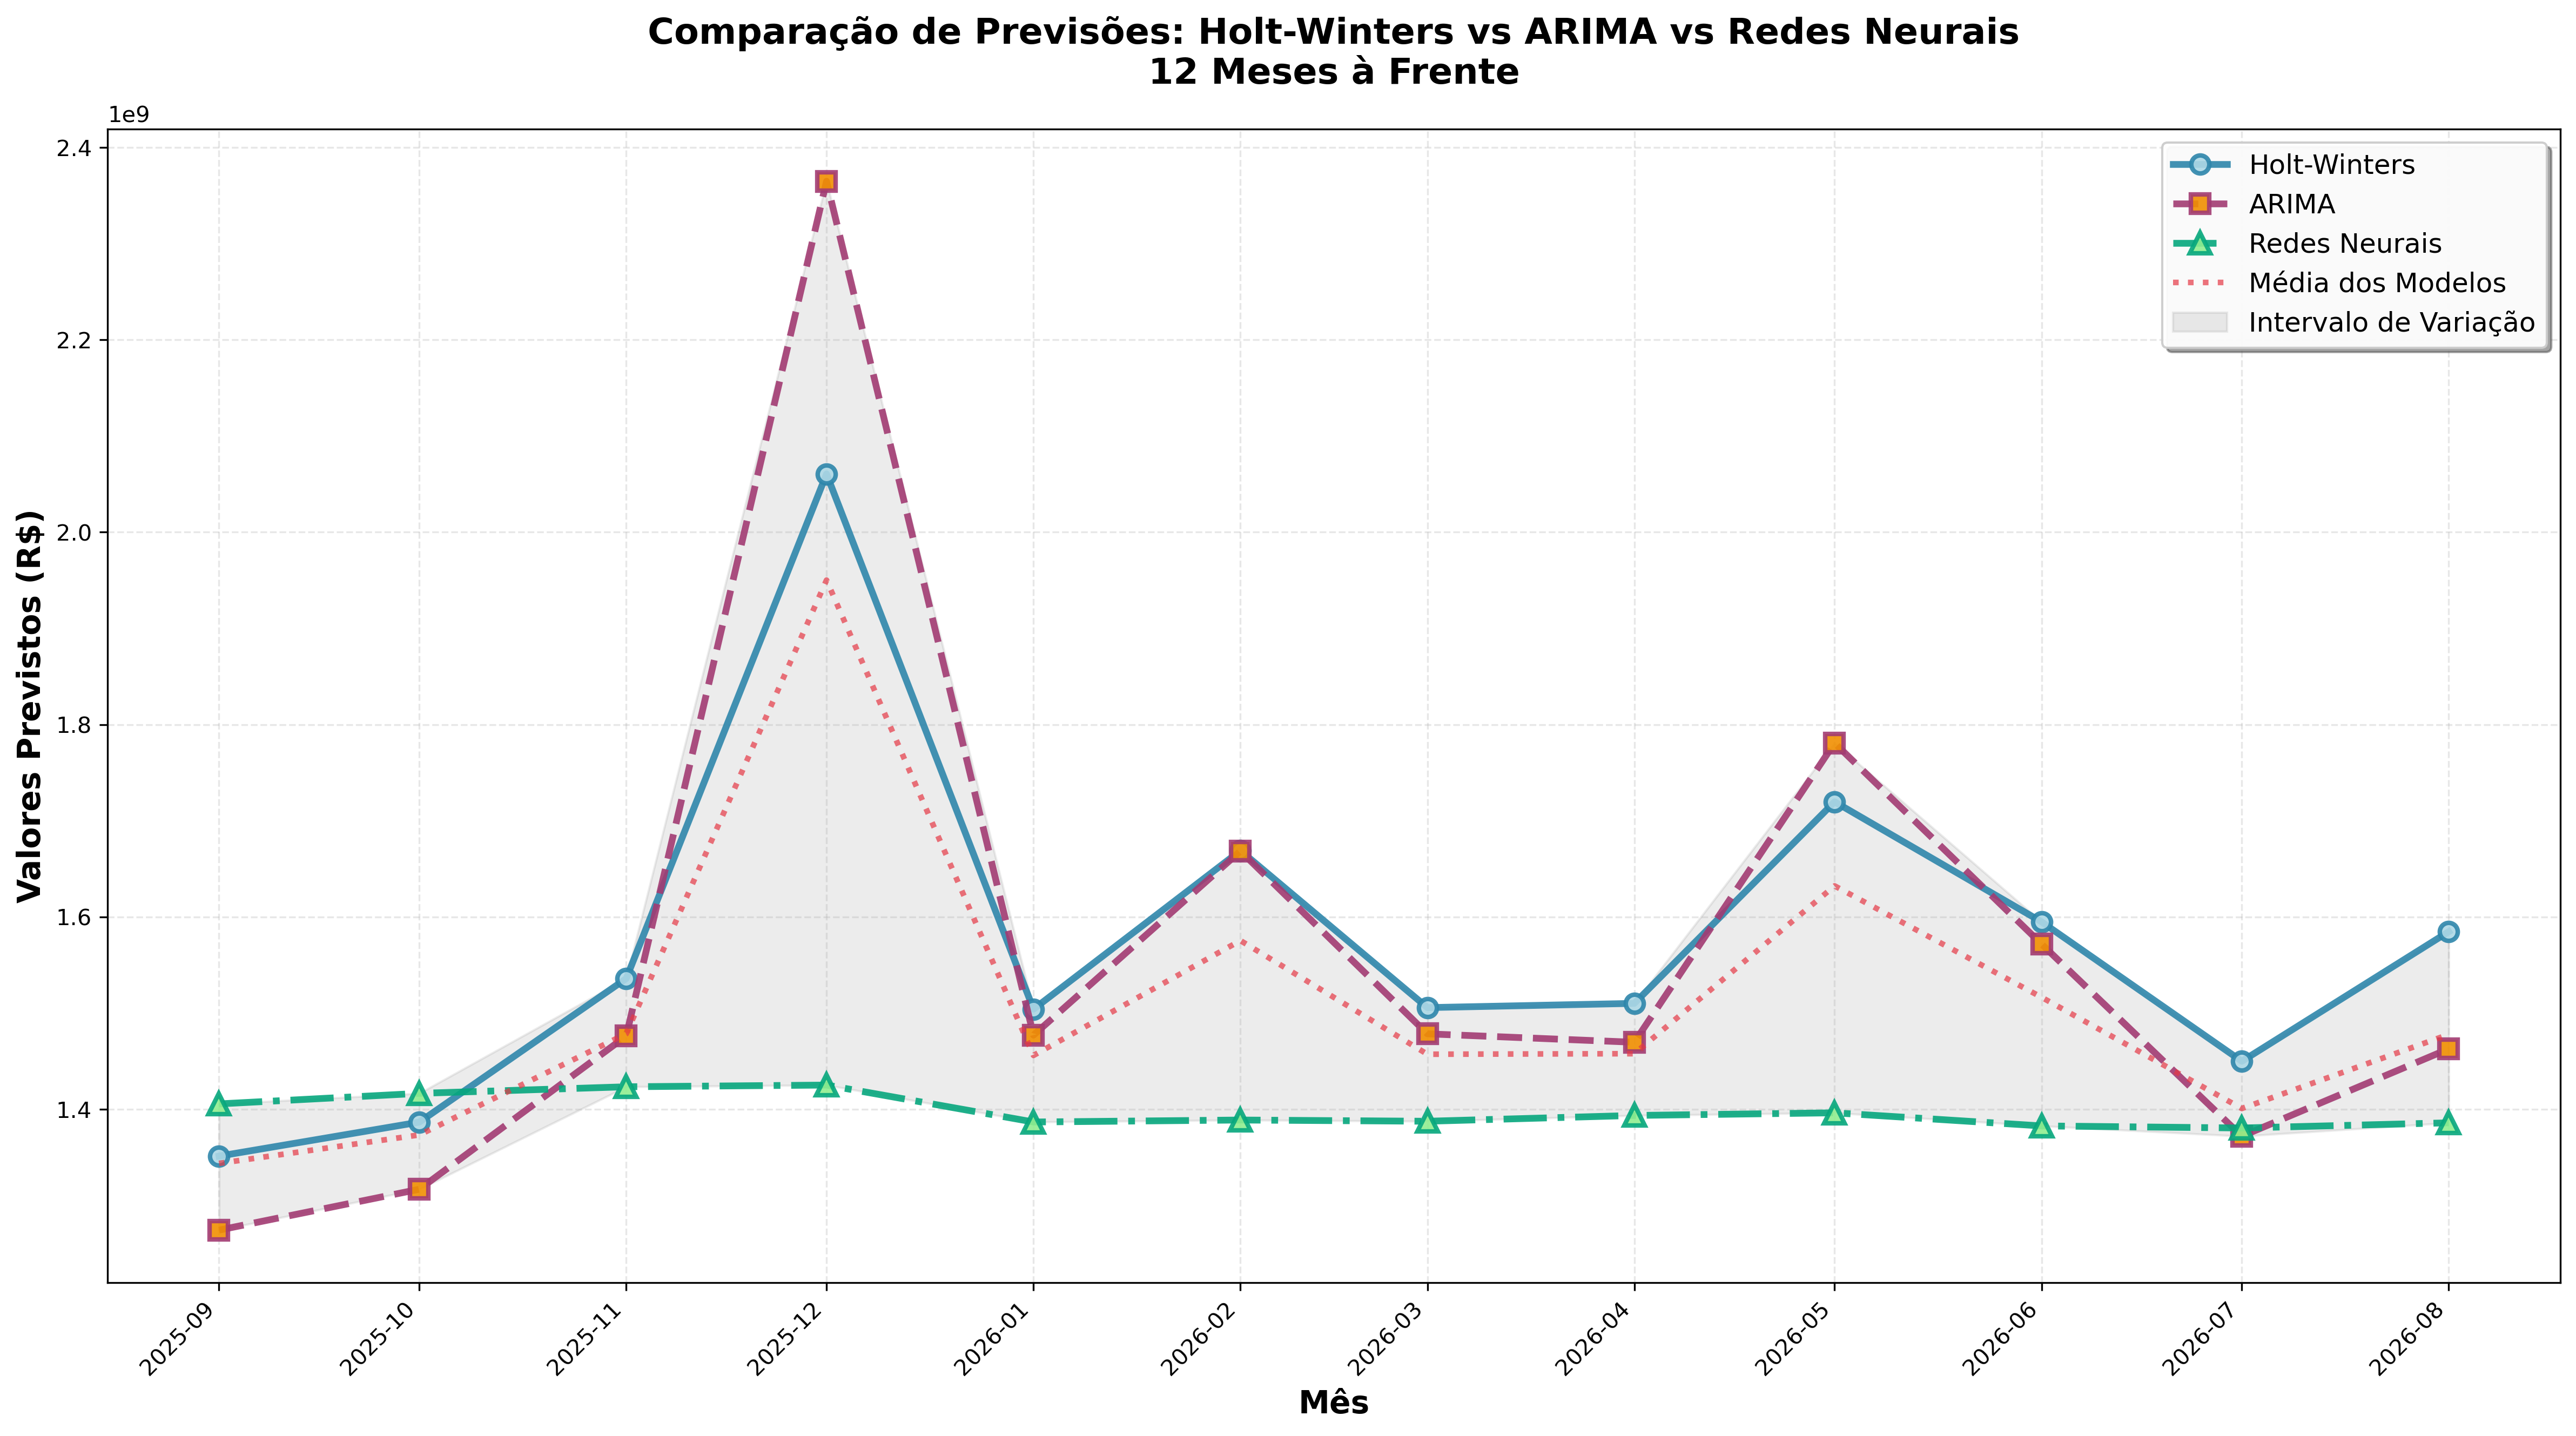 Comparação de Previsões: Holt-Winters vs ARIMA vs Redes Neurais
12 Meses à Frente
1e9
2.4
2.2
2.0
1.8
1.6
1.4
Valores Previstos (R$)
Holt-Winters
ARIMA
Redes Neurais
Média dos Modelos
Intervalo de Variação
2025-09
2025-10
2025-11
2025-12
2026-01
2026-02
2026-03
2026-04
2026-05
2026-06
2026-07
2026-08
Mês